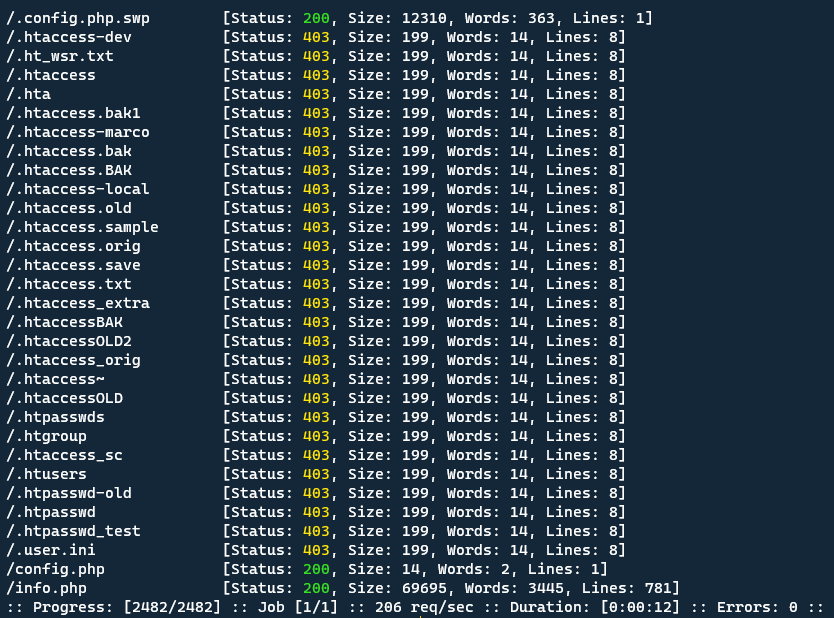 /.config.php.swp [Status: 200, Size: 12310, Words: 363, Lines: 1]
/.htaccess-dev [Status: 403, Size: 199, Words: 14, Lines: 8]
/.ht_wsr.txt [Status: 403, Size: 199, Words: 14, Lines: 8]
/.htaccess [Status: 403, Size: 199, Words: 14, Lines: 8]
/.hta [Status: 403, Size: 199, Words: 14, Lines: 8]
/.htaccess.bak1 [Status: 403, Size: 199, Words: 14, Lines: 8]
/.htaccess-marco [Status: 403, Size: 199, Words: 14, Lines: 8]
/.htaccess.bak [Status: 403, Size: 199, Words: 14, Lines: 8]
/.htaccess.BAK [Status: 403, Size: 199, Words: 14, Lines: 8]
/.htaccess-local [Status: 403, Size: 199, Words: 14, Lines: 8]
/.htaccess.old [Status: 403, Size: 199, Words: 14, Lines: 8]
/.htaccess.sample [Status: 403, Size: 199, Words: 14, Lines: 8]
/.htaccess.orig [Status: 403, Size: 199, Words: 14, Lines: 8]
/.htaccess.save [Status: 403, Size: 199, Words: 14, Lines: 8]
/.htaccess.txt [Status: 403, Size: 199, Words: 14, Lines: 8]
/.htaccess_extra [Status: 403, Size: 199, Words: 14, Lines: 8]
/.htaccessBAK [Status: 403, Size: 199, Words: 14, Lines: 8]
/.htaccessOLD2 [Status: 403, Size: 199, Words: 14, Lines: 8]
/.htaccess_orig [Status: 403, Size: 199, Words: 14, Lines: 8]
/.htaccess~ [Status: 403, Size: 199, Words: 14, Lines: 8]
/.htaccessOLD [Status: 403, Size: 199, Words: 14, Lines: 8]
/.htpasswds [Status: 403, Size: 199, Words: 14, Lines: 8]
/.htgroup [Status: 403, Size: 199, Words: 14, Lines: 8]
/.htaccess_sc [Status: 403, Size: 199, Words: 14, Lines: 8]
/.htusers [Status: 403, Size: 199, Words: 14, Lines: 8]
/.htpasswd-old [Status: 403, Size: 199, Words: 14, Lines: 8]
/.htpasswd [Status: 403, Size: 199, Words: 14, Lines: 8]
/.htpasswd_test [Status: 403, Size: 199, Words: 14, Lines: 8]
/.user.ini [Status: 403, Size: 199, Words: 14, Lines: 8]
/config.php [Status: 200, Size: 14, Words: 2, Lines: 1]
/info.php [Status: 200, Size: 69695, Words: 3445, Lines: 781]
:: Progress: [2482/2482] :: Job [1/1] :: 206 req/sec :: Duration: [0:00:12] :: Errors: 0 ::